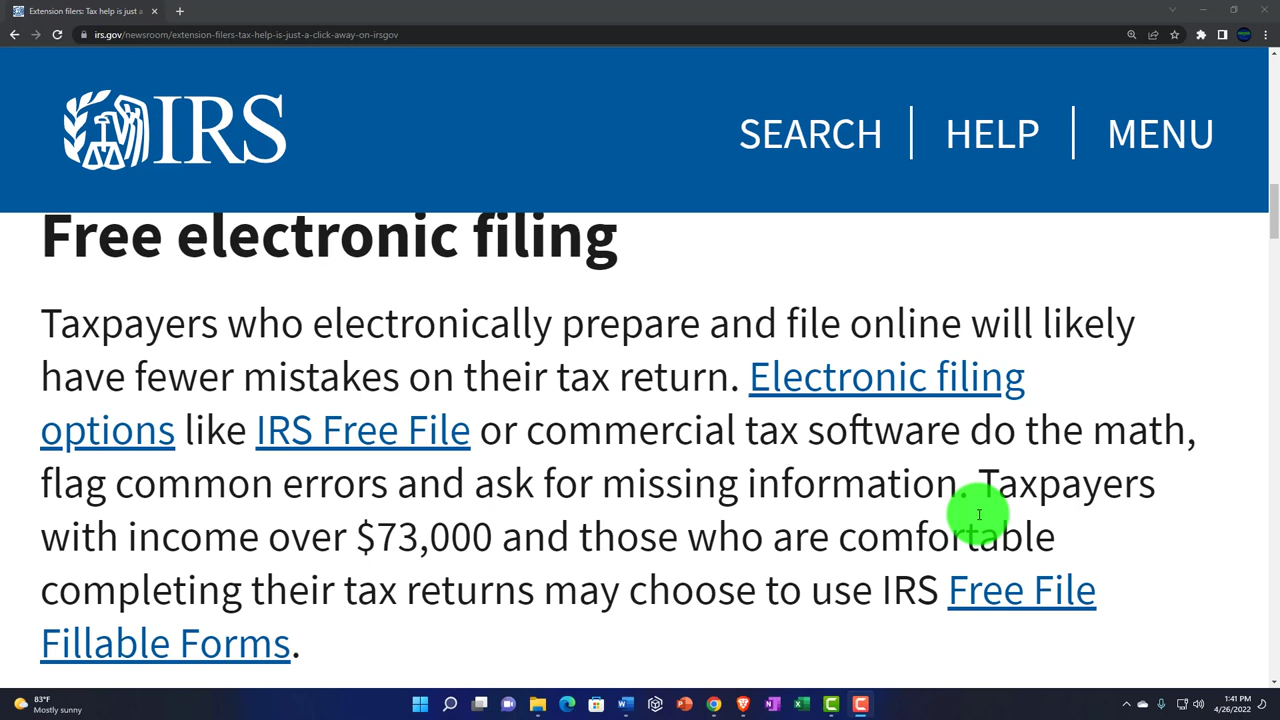 Extension filers: Tax help is just a
irs.gov/newsroom/extension-filers-tax-help-is-just-a-click-away-on-irsgov
IRS
SEARCH
HELP
MENU
Free electronic filing
Taxpayers who electronically prepare and file online will likely
have fewer mistakes on their tax return. Electronic filing
options like IRS Free File or commercial tax software do the math,
flag common errors and ask for missing information. Taxpayers
with income over $73,000 and those who are comfortable
completing their tax returns may choose to use IRS Free File
Fillable Forms.
83°F
Mostly sunny
1:41 PM
4/26/2022